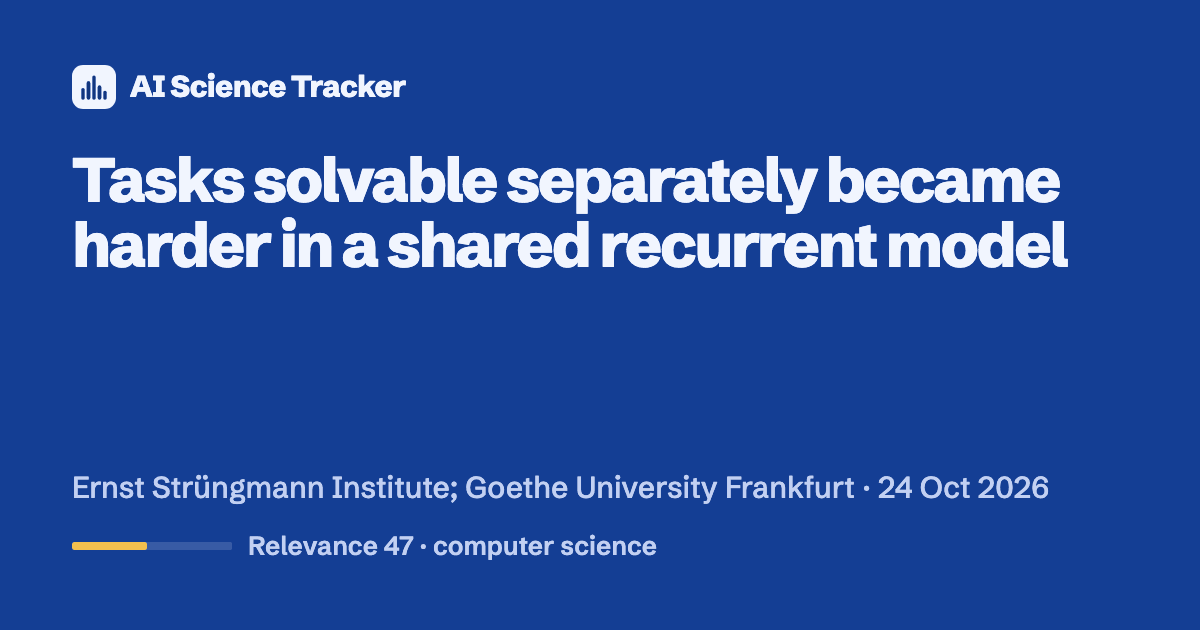 AI Science Tracker
Tasks solvable separately became
harder in a shared recurrent model
Ernst Strüngmann Institute; Goethe University Frankfurt · 24 Oct 2026
Relevance 47 · computer science